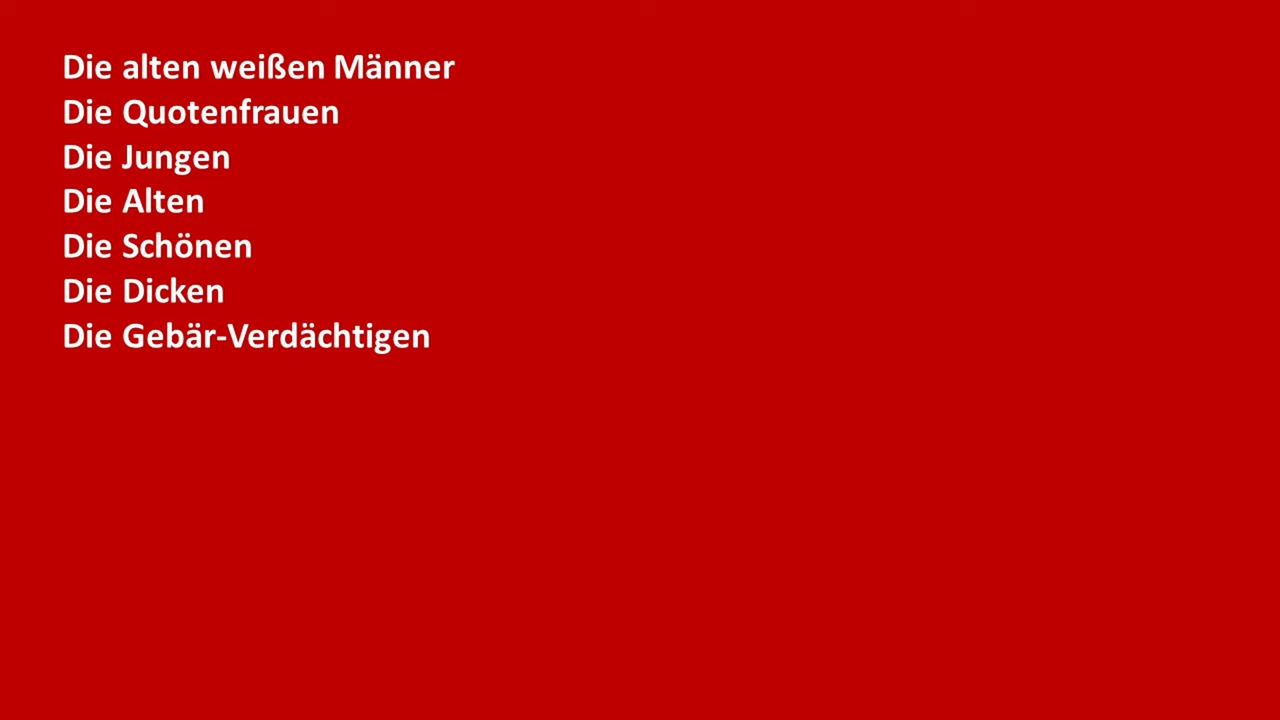 Die alten weißen Männer
Die Quotenfrauen
Die Jungen
Die Alten
Die Schönen
Die Dicken
Die Gebär-Verdächtigen